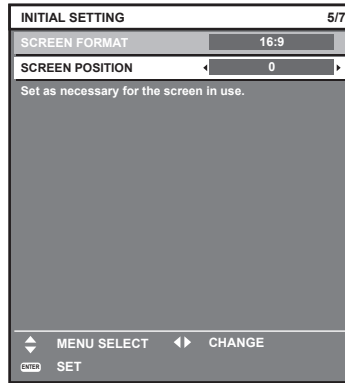 INITIAL SETTING 5/7
SCREEN FORMAT 16:9
SCREEN POSITION 0
Set as necessary for the screen in use.
MENU SELECT CHANGE
ENTER SET